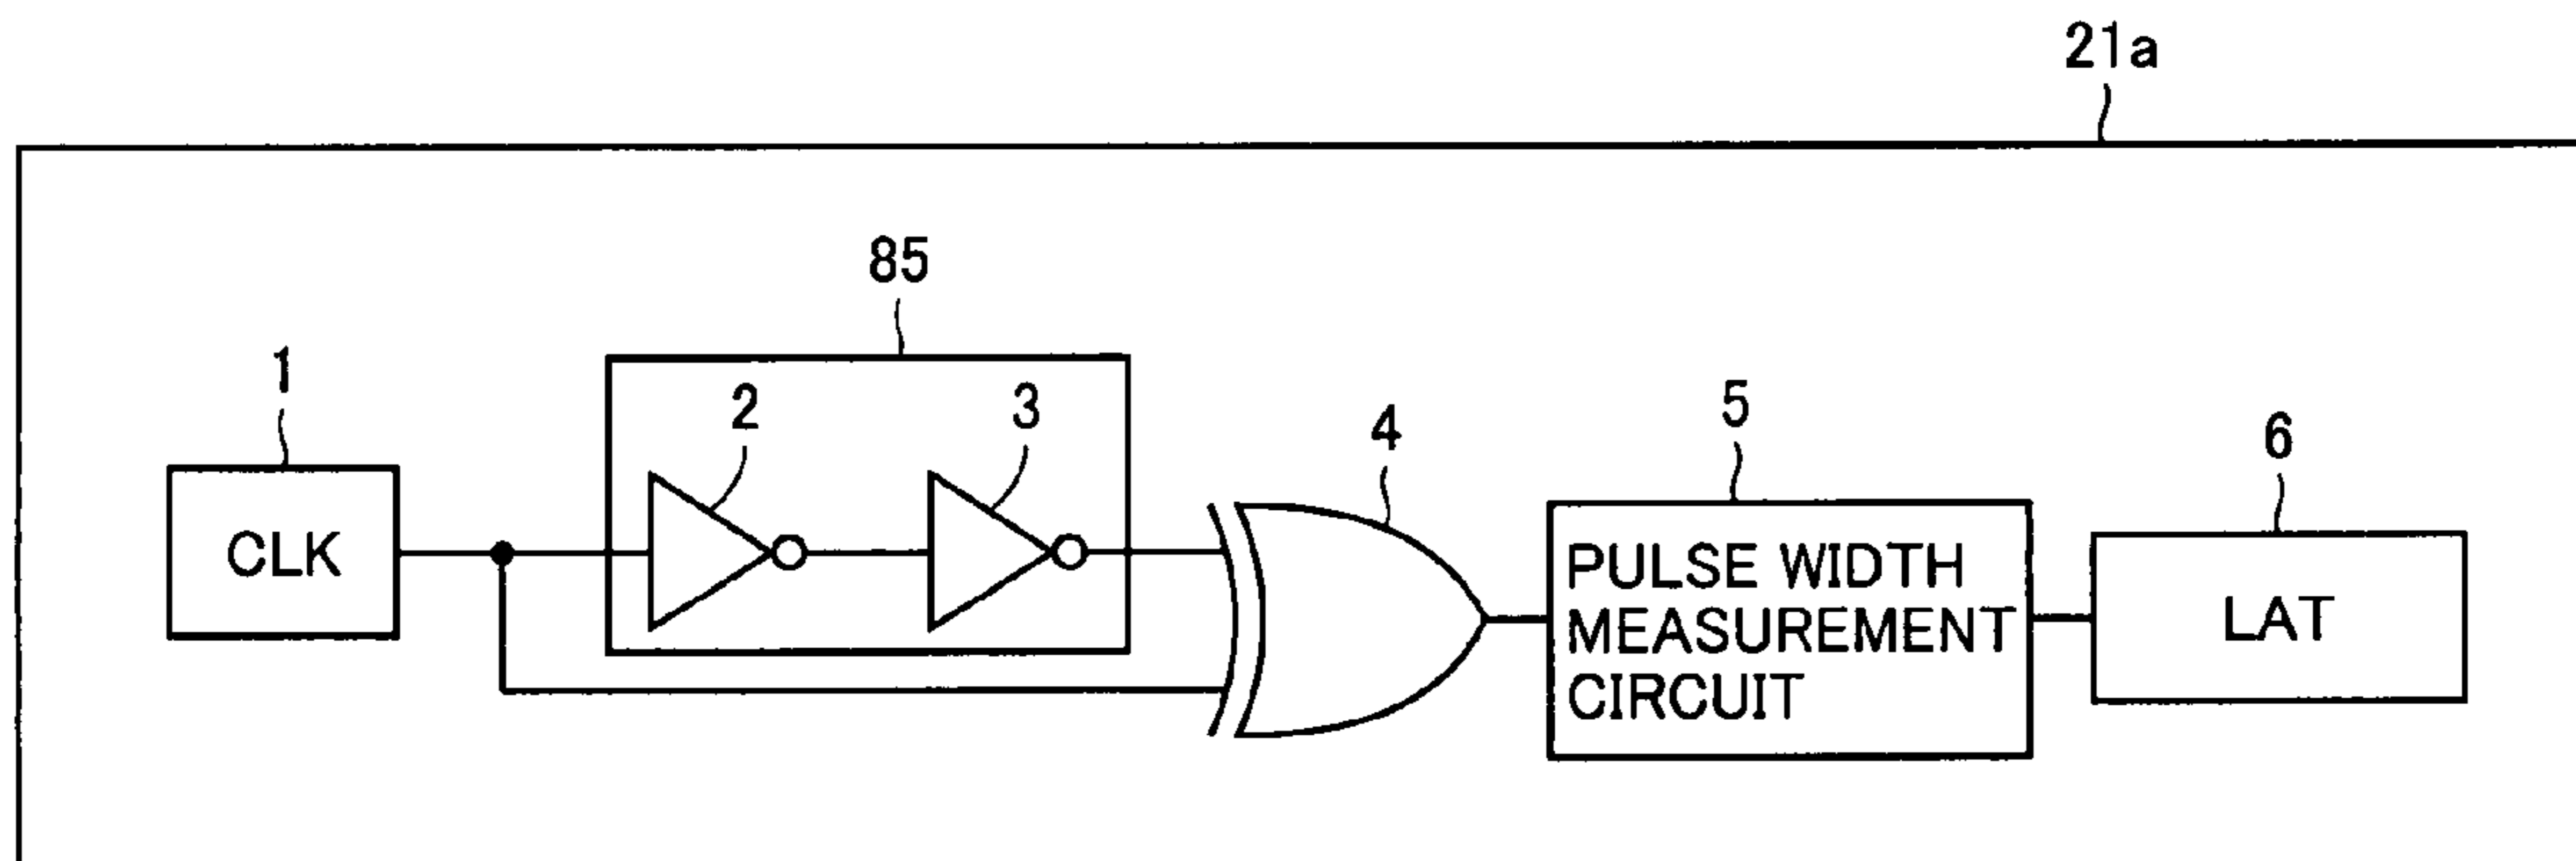 21a
85
1
2
3
4
5
6
CLK
PULSE WIDTH
MEASUREMENT
CIRCUIT
LAT